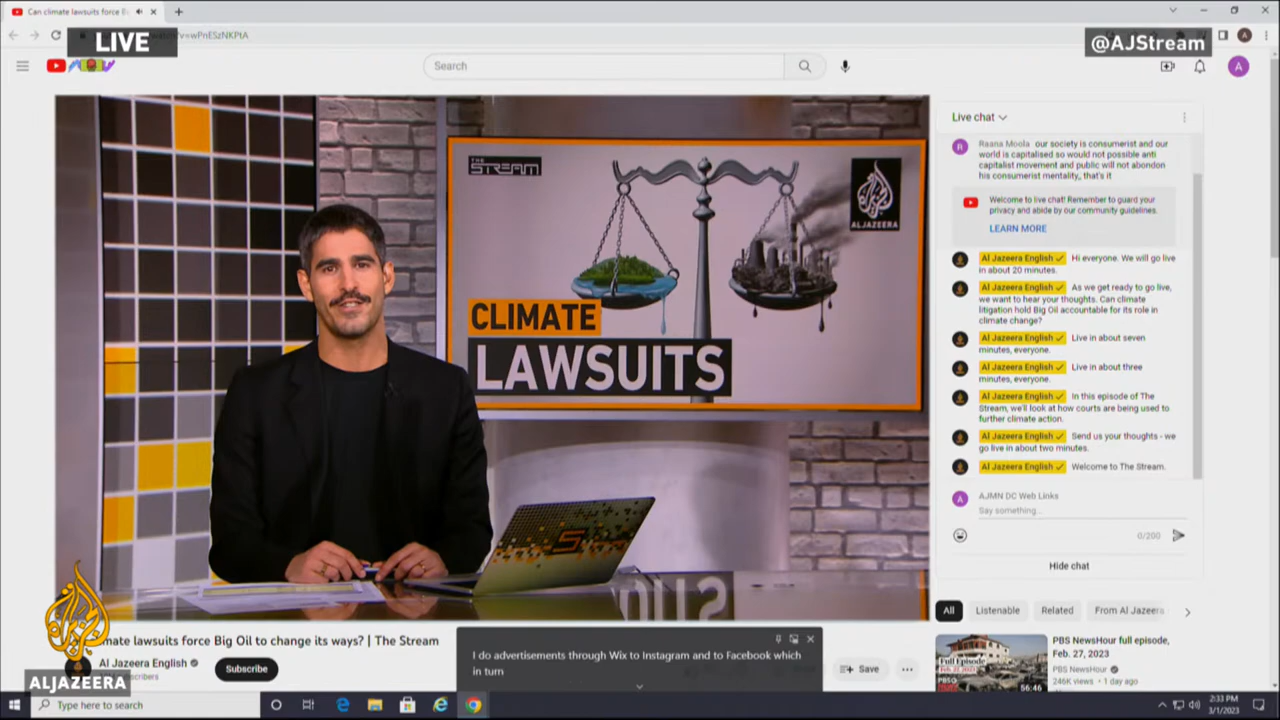 Can climate lawsuits force B
LIVE
v=wPnESzNKPtA
@AJStream
Search
A
THE
STREAM
ALJAZEERA
CLIMATE
LAWSUITS
Live chat
Raana Moola our society is consumerist and our
world is capitalised so would not possible anti
capitalist movement and public will not abondon
his consumerist mentality,, that's it
Welcome to live chat! Remember to guard your
privacy and abide by our community guidelines.
LEARN MORE
Al Jazeera English Hi everyone. We will go live
in about 20 minutes.
Al Jazeera English As we get ready to go live,
we want to hear your thoughts. Can climate
litigation hold Big Oil accountable for its role in
climate change?
Al Jazeera English Live in about seven
minutes, everyone.
Al Jazeera English Live in about three
minutes, everyone.
Al Jazeera English In this episode of The
Stream, we'll look at how courts are being used to
further climate action.
Al Jazeera English Send us your thoughts - we
go live in about two minutes.
Al Jazeera English Welcome to The Stream.
AJMN DC Web Links
Say something...
0/200
Hide chat
All Listenable Related From Al Jazeera
mate lawsuits force Big Oil to change its ways? | The Stream
Al Jazeera English
scribers
Subscribe
I do advertisements through Wix to Instagram and to Facebook which
in turn
Save
PBS NewsHour full episode,
Feb. 27, 2023
PBS NewsHour
246K views • 1 day ago
Full Episode
56:46
ALJAZEERA
Type here to search
2:33 PM
3/1/2023